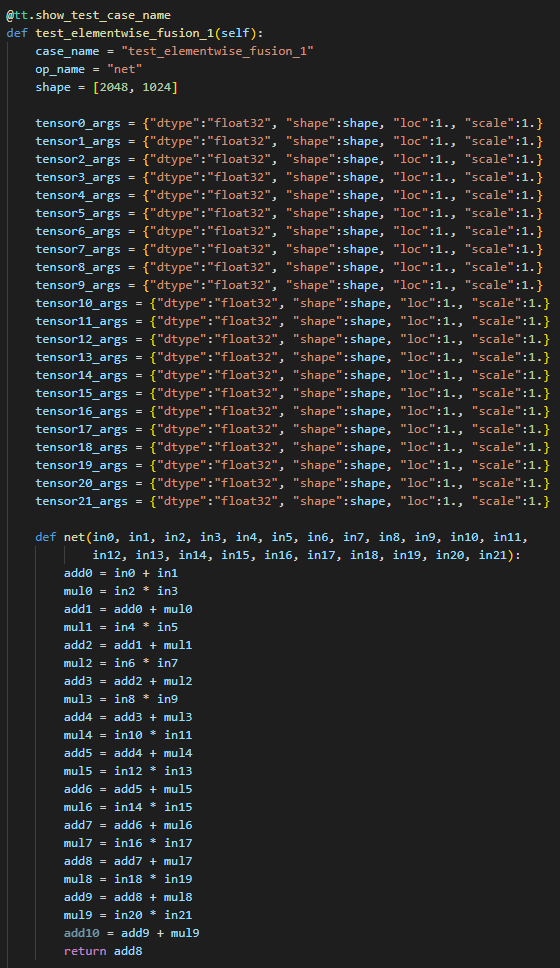 @tt.show_test_case_name
def test_elementwise_fusion_1(self):
    case_name = "test_elementwise_fusion_1"
    op_name = "net"
    shape = [2048, 1024]

    tensor0_args = {"dtype":"float32", "shape":shape, "loc":1., "scale":1.}
    tensor1_args = {"dtype":"float32", "shape":shape, "loc":1., "scale":1.}
    tensor2_args = {"dtype":"float32", "shape":shape, "loc":1., "scale":1.}
    tensor3_args = {"dtype":"float32", "shape":shape, "loc":1., "scale":1.}
    tensor4_args = {"dtype":"float32", "shape":shape, "loc":1., "scale":1.}
    tensor5_args = {"dtype":"float32", "shape":shape, "loc":1., "scale":1.}
    tensor6_args = {"dtype":"float32", "shape":shape, "loc":1., "scale":1.}
    tensor7_args = {"dtype":"float32", "shape":shape, "loc":1., "scale":1.}
    tensor8_args = {"dtype":"float32", "shape":shape, "loc":1., "scale":1.}
    tensor9_args = {"dtype":"float32", "shape":shape, "loc":1., "scale":1.}
    tensor10_args = {"dtype":"float32", "shape":shape, "loc":1., "scale":1.}
    tensor11_args = {"dtype":"float32", "shape":shape, "loc":1., "scale":1.}
    tensor12_args = {"dtype":"float32", "shape":shape, "loc":1., "scale":1.}
    tensor13_args = {"dtype":"float32", "shape":shape, "loc":1., "scale":1.}
    tensor14_args = {"dtype":"float32", "shape":shape, "loc":1., "scale":1.}
    tensor15_args = {"dtype":"float32", "shape":shape, "loc":1., "scale":1.}
    tensor16_args = {"dtype":"float32", "shape":shape, "loc":1., "scale":1.}
    tensor17_args = {"dtype":"float32", "shape":shape, "loc":1., "scale":1.}
    tensor18_args = {"dtype":"float32", "shape":shape, "loc":1., "scale":1.}
    tensor19_args = {"dtype":"float32", "shape":shape, "loc":1., "scale":1.}
    tensor20_args = {"dtype":"float32", "shape":shape, "loc":1., "scale":1.}
    tensor21_args = {"dtype":"float32", "shape":shape, "loc":1., "scale":1.}

    def net(in0, in1, in2, in3, in4, in5, in6, in7, in8, in9, in10, in11,
            in12, in13, in14, in15, in16, in17, in18, in19, in20, in21):
        add0 = in0 + in1
        mul0 = in2 * in3
        add1 = add0 + mul0
        mul1 = in4 * in5
        add2 = add1 + mul1
        mul2 = in6 * in7
        add3 = add2 + mul2
        mul3 = in8 * in9
        add4 = add3 + mul3
        mul4 = in10 * in11
        add5 = add4 + mul4
        mul5 = in12 * in13
        add6 = add5 + mul5
        mul6 = in14 * in15
        add7 = add6 + mul6
        mul7 = in16 * in17
        add8 = add7 + mul7
        mul8 = in18 * in19
        add9 = add8 + mul8
        mul9 = in20 * in21
        add10 = add9 + mul9
        return add8